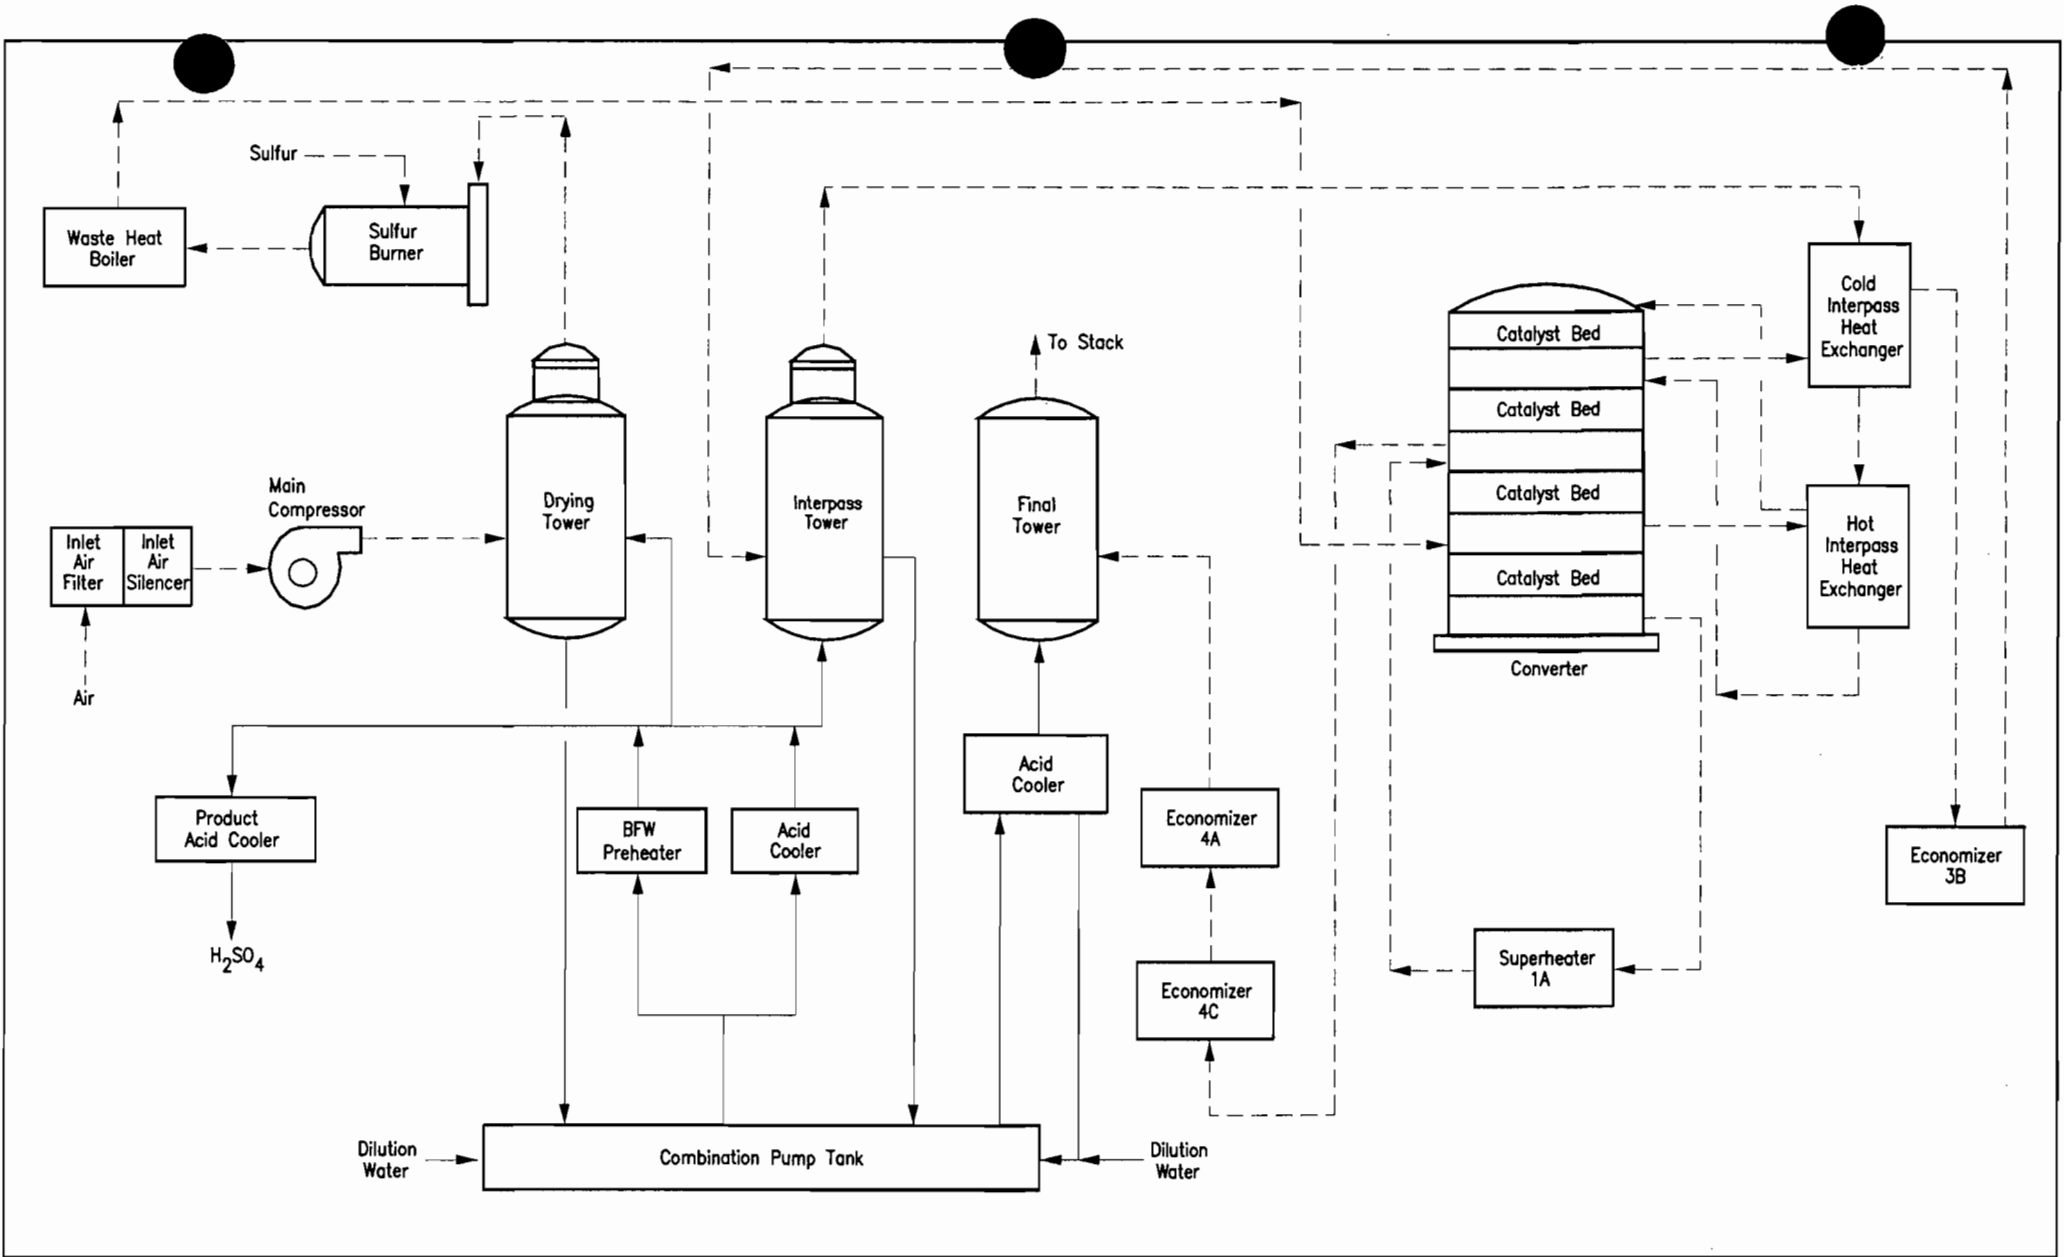 Sulfur
Waste Heat
Boiler
Sulfur
Burner
To Stack
Cold
Interpass
Heat
Exchanger
Catalyst Bed
Catalyst Bed
Catalyst Bed
Catalyst Bed
Converter
Hot
Interpass
Heat
Exchanger
Main
Compressor
Inlet
Air
Filter
Inlet
Air
Silencer
Air
Drying
Tower
Interpass
Tower
Final
Tower
Product
Acid Cooler
H2SO4
BFW
Preheater
Acid
Cooler
Acid
Cooler
Economizer
4A
Economizer
4C
Superheater
1A
Economizer
3B
Dilution
Water
Combination Pump Tank
Dilution
Water